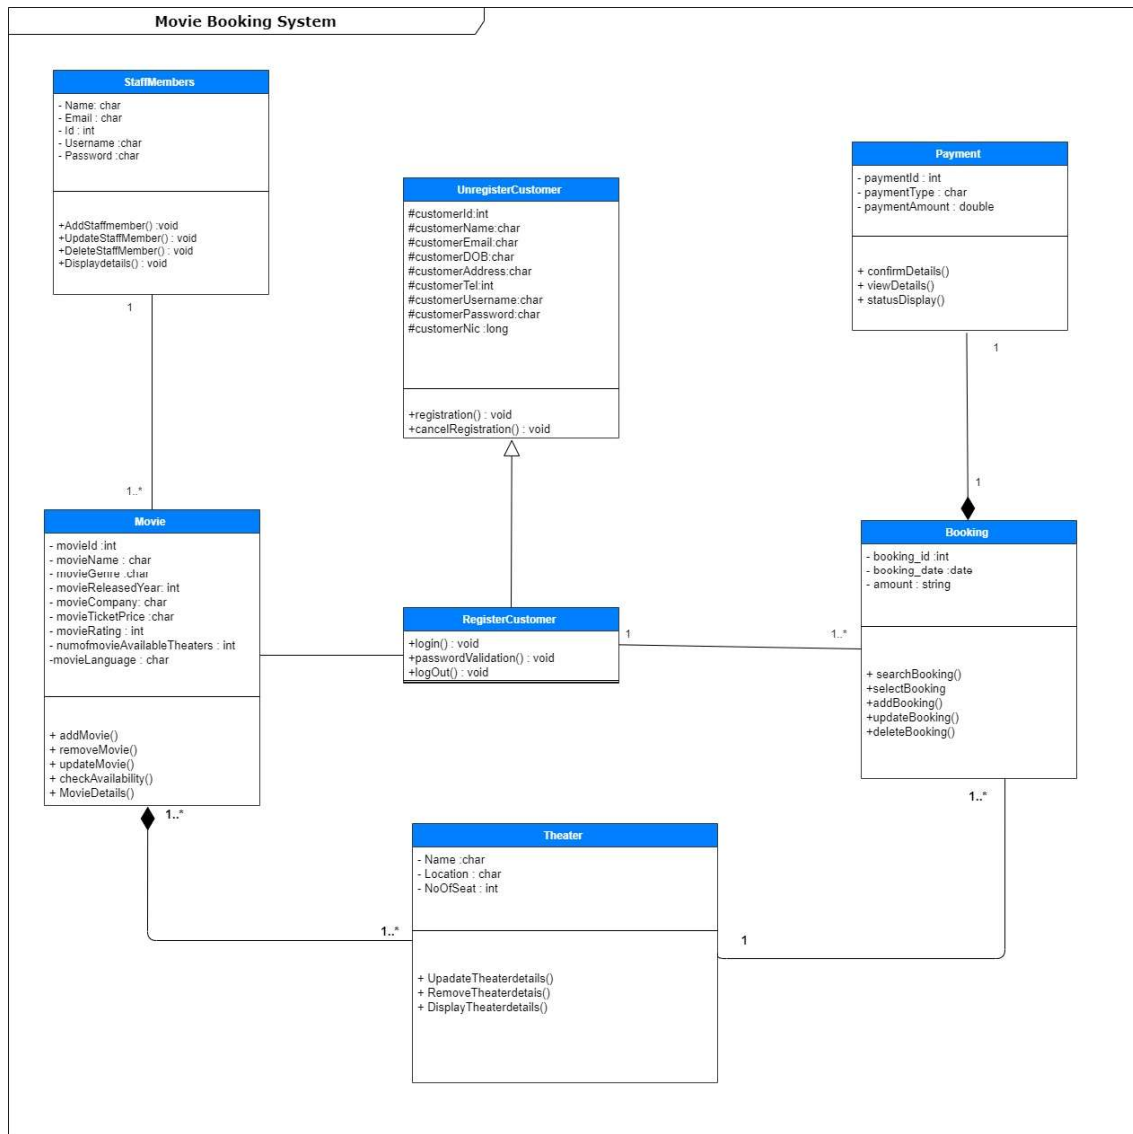 Movie Booking System
StaffMembers
- Name: char
- Email : char
- Id : int
- Username :char
- Password :char
+AddStaffmember() :void
+UpdateStaffMember() : void
+DeleteStaffMember() : void
+Displaydetails() : void
1
1..*
UnregisterCustomer
#customerId:int
#customerName:char
#customerEmail:char
#customerDOB:char
#customerAddress:char
#customerTel:int
#customerUsername:char
#customerPassword:char
#customerNic :long
+registration() : void
+cancelRegistration() : void
Payment
- paymentId : int
- paymentType : char
- paymentAmount : double
+ confirmDetails()
+ viewDetails()
+ statusDisplay()
1
1
Movie
- movieId :int
- movieName : char
- movieGenre :char
- movieReleasedYear: int
- movieCompany: char
- movieTicketPrice :char
- movieRating : int
- numofmovieAvailableTheaters : int
-movieLanguage : char
+ addMovie()
+ removeMovie()
+ updateMovie()
+ checkAvailability()
+ MovieDetails()
RegisterCustomer
+login() : void
+passwordValidation() : void
+logOut() : void
1
1..*
Booking
- booking_id :int
- booking_date :date
- amount : string
+ searchBooking()
+selectBooking
+addBooking()
+updateBooking()
+deleteBooking()
1..*
1..*
Theater
- Name :char
- Location : char
- NoOfSeat : int
+ UpadateTheaterdetails()
+ RemoveTheaterdetais()
+ DisplayTheaterdetails()
1..*
1